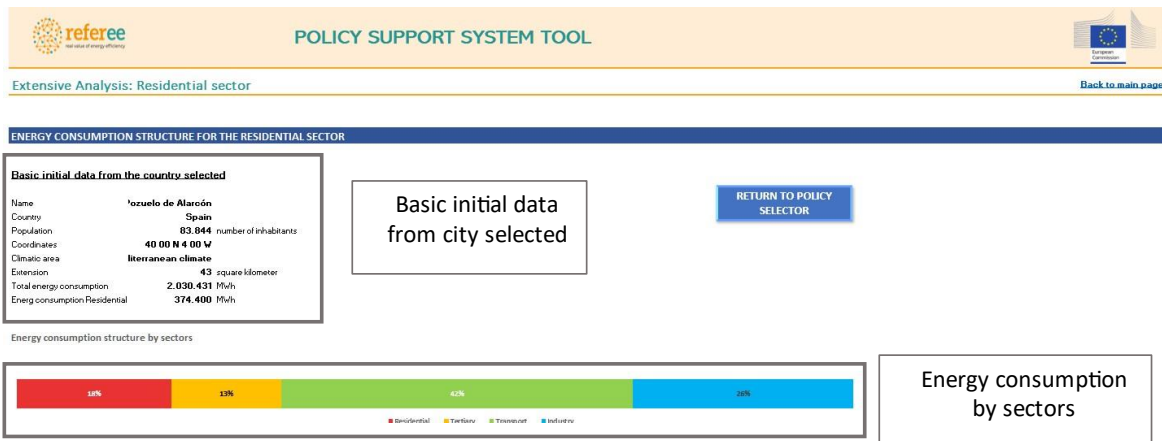 referee
real value of energy efficiency
POLICY SUPPORT SYSTEM TOOL
European
Commission
Extensive Analysis: Residential sector
Back to main page
ENERGY CONSUMPTION STRUCTURE FOR THE RESIDENTIAL SECTOR
Basic initial data from the country selected
Name 'ozuelo de Alarcón
Country Spain
Population 83.844 number of inhabitants
Coordinates 40 00 N 4 00 W
Climatic area literranean climate
Extension 43 square kilometer
Total energy consumption 2.030.431 MWh
Energ consumption Residential 374.400 MWh
Basic initial data
from city selected
RETURN TO POLICY
SELECTOR
Energy consumption structure by sectors
18% 13% 42% 26%
Residential Tertiary Transport Industry
Energy consumption
by sectors